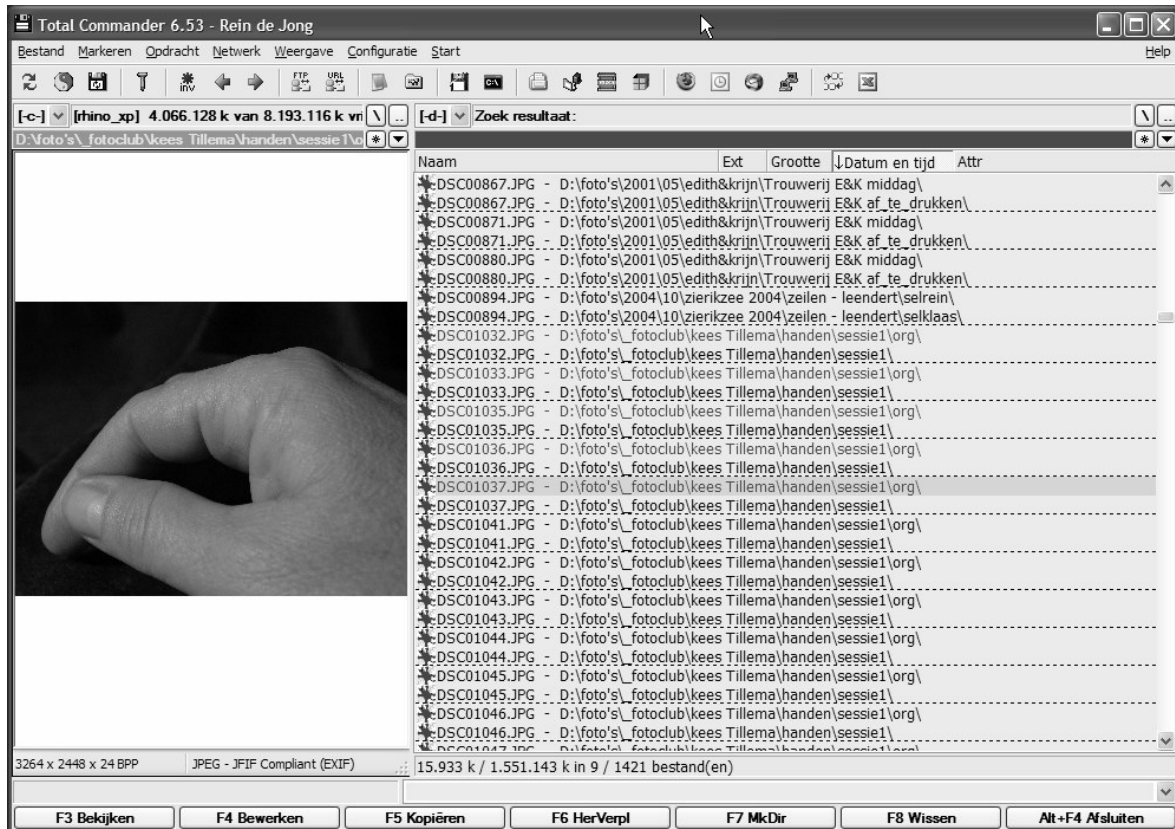 Total Commander 6.53 - Rein de Jong
Bestand Markeren Opdracht Netwerk Weergave Configuratie Start Help
INV FTP URL C:\
[-c-] [rhino_xp] 4.066.128 k van 8.193.116 k vri \ ..
[-d-] Zoek resultaat: \ ..
D:\foto's\_fotoclub\kees Tillema\handen\sessie1\o *
*
Naam Ext Grootte ↓Datum en tijd Attr
DSC00867.JPG - D:\foto's\2001\05\edith&krijn\Trouwerij E&K middag\
DSC00867.JPG - D:\foto's\2001\05\edith&krijn\Trouwerij E&K af_te_drukken\
DSC00871.JPG - D:\foto's\2001\05\edith&krijn\Trouwerij E&K middag\
DSC00871.JPG - D:\foto's\2001\05\edith&krijn\Trouwerij E&K af_te_drukken\
DSC00880.JPG - D:\foto's\2001\05\edith&krijn\Trouwerij E&K middag\
DSC00880.JPG - D:\foto's\2001\05\edith&krijn\Trouwerij E&K af_te_drukken\
DSC00894.JPG - D:\foto's\2004\10\zierikzee 2004\zeilen - leendert\selrein\
DSC00894.JPG - D:\foto's\2004\10\zierikzee 2004\zeilen - leendert\selklaas\
DSC01032.JPG - D:\foto's\_fotoclub\kees Tillema\handen\sessie1\org\
DSC01032.JPG - D:\foto's\_fotoclub\kees Tillema\handen\sessie1\
DSC01033.JPG - D:\foto's\_fotoclub\kees Tillema\handen\sessie1\org\
DSC01033.JPG - D:\foto's\_fotoclub\kees Tillema\handen\sessie1\
DSC01035.JPG - D:\foto's\_fotoclub\kees Tillema\handen\sessie1\org\
DSC01035.JPG - D:\foto's\_fotoclub\kees Tillema\handen\sessie1\
DSC01036.JPG - D:\foto's\_fotoclub\kees Tillema\handen\sessie1\org\
DSC01036.JPG - D:\foto's\_fotoclub\kees Tillema\handen\sessie1\
DSC01037.JPG - D:\foto's\_fotoclub\kees Tillema\handen\sessie1\org\
DSC01037.JPG - D:\foto's\_fotoclub\kees Tillema\handen\sessie1\
DSC01041.JPG - D:\foto's\_fotoclub\kees Tillema\handen\sessie1\org\
DSC01041.JPG - D:\foto's\_fotoclub\kees Tillema\handen\sessie1\
DSC01042.JPG - D:\foto's\_fotoclub\kees Tillema\handen\sessie1\org\
DSC01042.JPG - D:\foto's\_fotoclub\kees Tillema\handen\sessie1\
DSC01043.JPG - D:\foto's\_fotoclub\kees Tillema\handen\sessie1\org\
DSC01043.JPG - D:\foto's\_fotoclub\kees Tillema\handen\sessie1\
DSC01044.JPG - D:\foto's\_fotoclub\kees Tillema\handen\sessie1\org\
DSC01044.JPG - D:\foto's\_fotoclub\kees Tillema\handen\sessie1\
DSC01045.JPG - D:\foto's\_fotoclub\kees Tillema\handen\sessie1\org\
DSC01045.JPG - D:\foto's\_fotoclub\kees Tillema\handen\sessie1\
DSC01046.JPG - D:\foto's\_fotoclub\kees Tillema\handen\sessie1\org\
DSC01046.JPG - D:\foto's\_fotoclub\kees Tillema\handen\sessie1\
3264 x 2448 x 24 BPP JPEG - JFIF Compliant (EXIF)
15.933 k / 1.551.143 k in 9 / 1421 bestand(en)
F3 Bekijken F4 Bewerken F5 Kopiëren F6 HerVerpl F7 MkDir F8 Wissen Alt+F4 Afsluiten